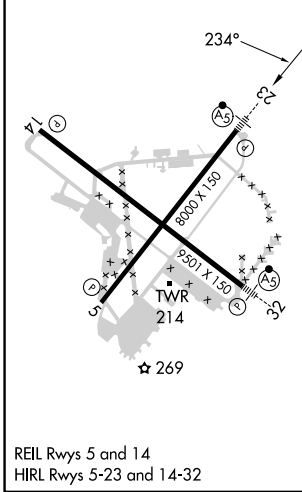 234°
23
A5
P
14
P
8000 X 150
9501 X 150
A5
P
5
TWR
214
P
32
269
REIL Rwys 5 and 14
HIRL Rwys 5-23 and 14-32